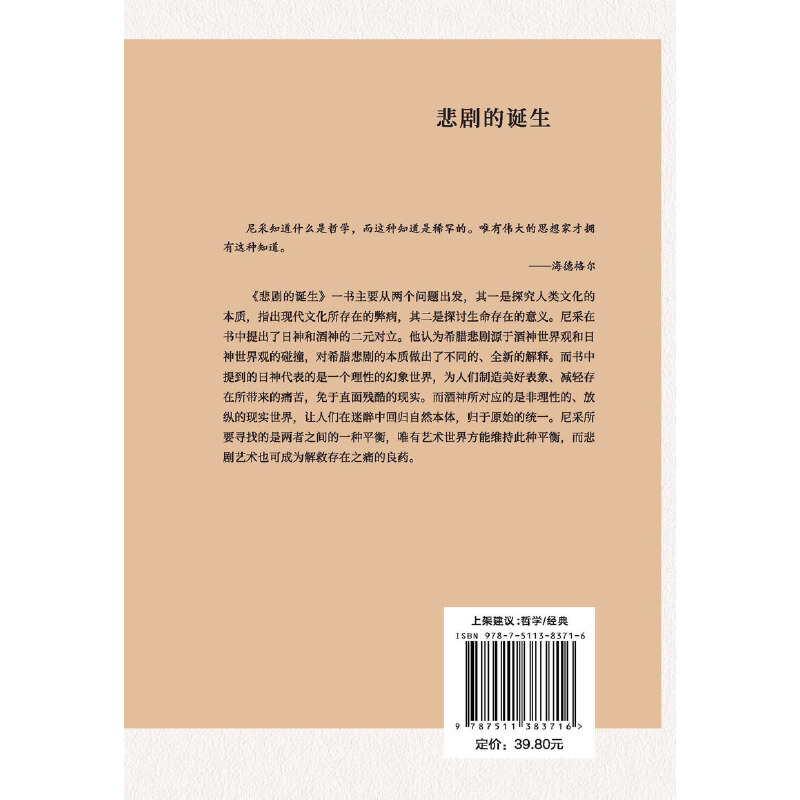 悲剧的诞生
尼采知道什么是哲学，而这种知道是稀罕的。唯有伟大的思想家才拥
有这种知道。
——海德格尔
《悲剧的诞生》一书主要从两个问题出发，其一是探究人类文化的
本质，指出现代文化所存在的弊病，其二是探讨生命存在的意义。尼采在
书中提出了日神和酒神的二元对立。他认为希腊悲剧源于酒神世界观和日
神世界观的碰撞，对希腊悲剧的本质做出了不同的、全新的解释。而书中
提到的日神代表的是一个理性的幻象世界，为人们制造美好表象、减轻存
在所带来的痛苦，免于直面残酷的现实。而酒神所对应的是非理性的、放
纵的现实世界，让人们在迷醉中回归自然本体，归于原始的统一。尼采所
要寻找的是两者之间的一种平衡，唯有艺术世界方能维持此种平衡，而悲
剧艺术也可成为解救存在之痛的良药。
上架建议：哲学/经典
ISBN 978-7-5113-8371-6
9 787511 383716 >
定价：39.80元